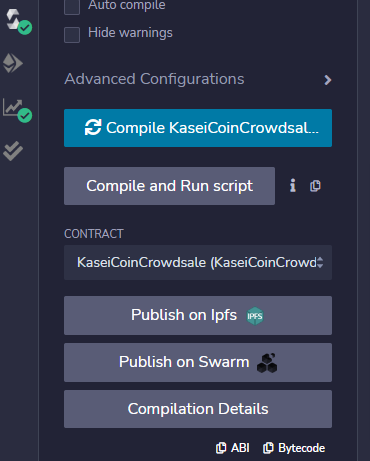 Auto compile
Hide warnings
Advanced Configurations
Compile KaseiCoinCrowdsal...
Compile and Run script
CONTRACT
KaseiCoinCrowdsale (KaseiCoinCrowd
Publish on Ipfs IPFS
Publish on Swarm
Compilation Details
ABI Bytecode